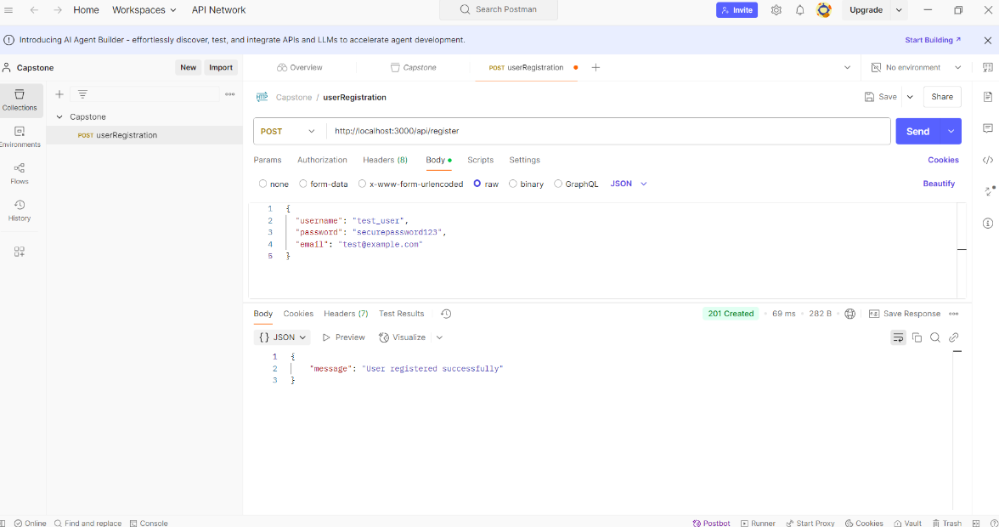 Home Workspaces API Network Search Postman Invite Upgrade
Introducing AI Agent Builder - effortlessly discover, test, and integrate APIs and LLMs to accelerate agent development. Start Building
Capstone New Import Overview Capstone POST userRegistration No environment
Collections
Environments
Flows
History
Capstone
POST userRegistration
HTTP Capstone / userRegistration Save Share
POST http://localhost:3000/api/register Send
Params Authorization Headers (8) Body Scripts Settings Cookies
none form-data x-www-form-urlencoded raw binary GraphQL JSON Beautify
1 {
2 "username": "test_user",
3 "password": "securepassword123",
4 "email": "test@example.com"
5 }
Body Cookies Headers (7) Test Results 201 Created 69 ms 282 B Save Response
{} JSON Preview Visualize
1 {
2 "message": "User registered successfully"
3 }
Online Find and replace Console Postbot Runner Start Proxy Cookies Vault Trash